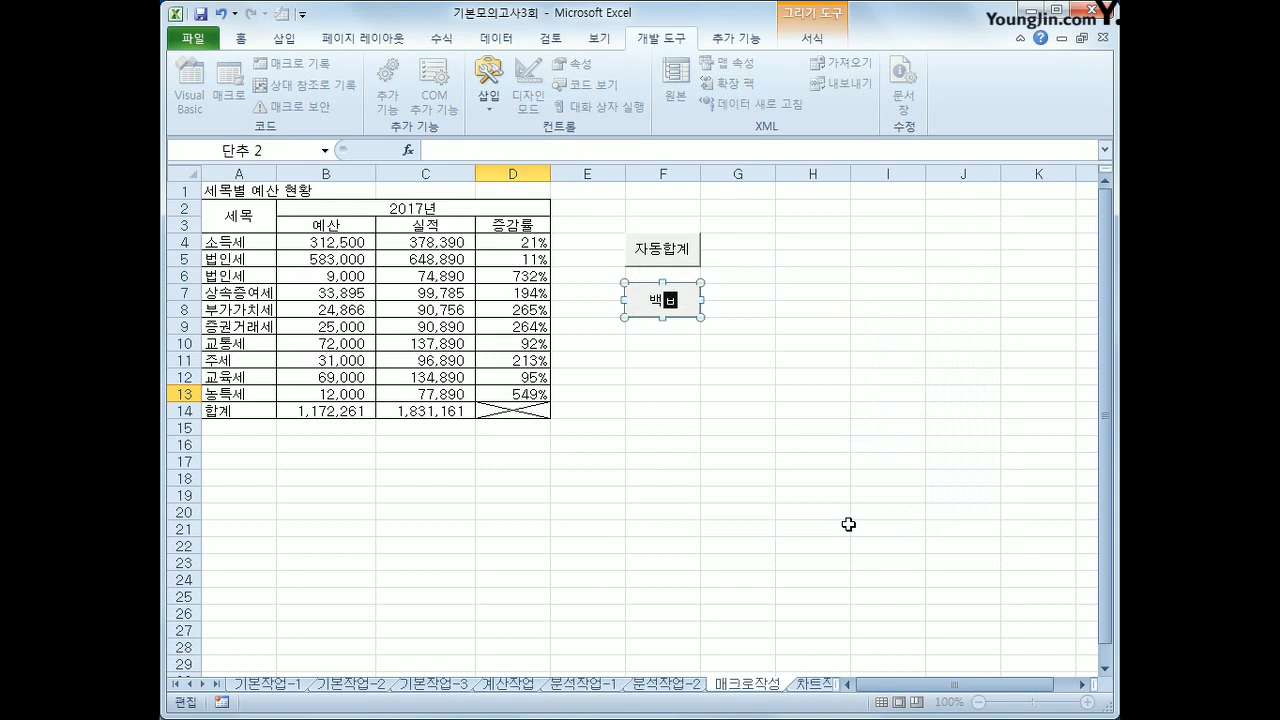 기본모의고사3회 - Microsoft Excel
그리기 도구
YoungJin.com Y.
파일 홈 삽입 페이지 레이아웃 수식 데이터 검토 보기 개발 도구 추가 기능 서식
Visual Basic
매크로
매크로 기록
상대 참조로 기록
매크로 보안
코드
추가 기능
COM 추가 기능
추가 기능
삽입
디자인 모드
속성
코드 보기
대화 상자 실행
컨트롤
원본
맵 속성
확장 팩
데이터 새로 고침
가져오기
내보내기
XML
문서 창
수정
단추 2 fx
A B C D E F G H I J K
1 세목별 예산 현황
2 세목 2017년
3 예산 실적 증감률
4 소득세 312,500 378,390 21%
5 법인세 583,000 648,890 11%
6 법인세 9,000 74,890 732%
7 상속증여세 33,895 99,785 194%
8 부가가치세 24,866 90,756 265%
9 증권거래세 25,000 90,890 264%
10 교통세 72,000 137,890 92%
11 주세 31,000 96,890 213%
12 교육세 69,000 134,890 95%
13 농특세 12,000 77,890 549%
14 합계 1,172,261 1,831,161
자동합계
백ㅂ
15
16
17
18
19
20
21
22
23
24
25
26
27
28
29
기본작업-1 기본작업-2 기본작업-3 계산작업 분석작업-1 분석작업-2 매크로작성 차트작
편집 100%